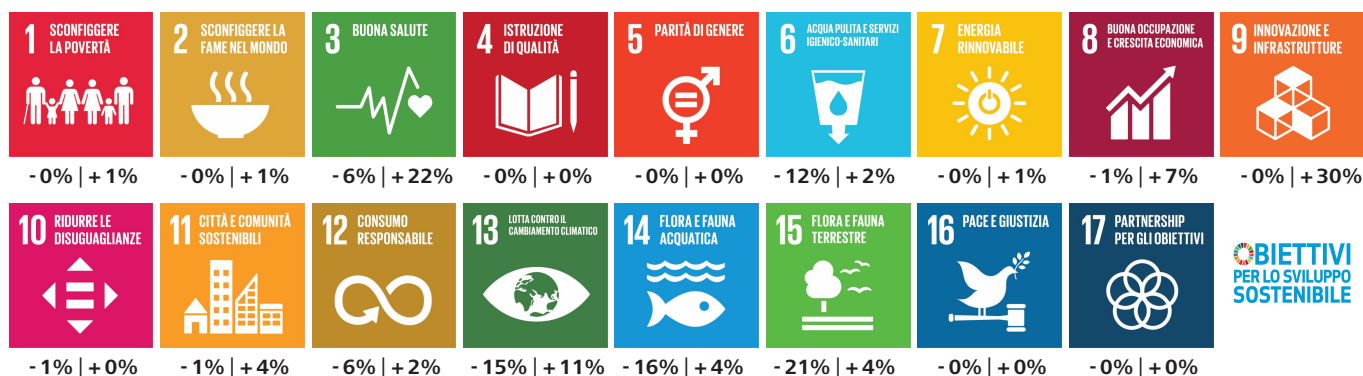 1 SCONFIGGERE
LA POVERTÀ
2 SCONFIGGERE LA
FAME NEL MONDO
3 BUONA SALUTE
4 ISTRUZIONE
DI QUALITÀ
5 PARITÀ DI GENERE
6 ACQUA PULITA E SERVIZI
IGIENICO-SANITARI
7 ENERGIA
RINNOVABILE
8 BUONA OCCUPAZIONE
E CRESCITA ECONOMICA
9 INNOVAZIONE E
INFRASTRUTTURE
-0% | +1%
-0% | +1%
-6% | +22%
-0% | +0%
-0% | +0%
-12% | +2%
-0% | +1%
-1% | +7%
-0% | +30%
10 RIDURRE LE
DISUGUAGLIANZE
11 CITTÀ E COMUNITÀ
SOSTENIBILI
12 CONSUMO
RESPONSABILE
13 LOTTA CONTRO IL
CAMBIAMENTO CLIMATICO
14 FLORA E FAUNA
ACQUATICA
15 FLORA E FAUNA
TERRESTRE
16 PACE E GIUSTIZIA
17 PARTNERSHIP
PER GLI OBIETTIVI
OBIETTIVI
PER LO SVILUPPO
SOSTENIBILE
-1% | +0%
-1% | +4%
-6% | +2%
-15% | +11%
-16% | +4%
-21% | +4%
-0% | +0%
-0% | +0%